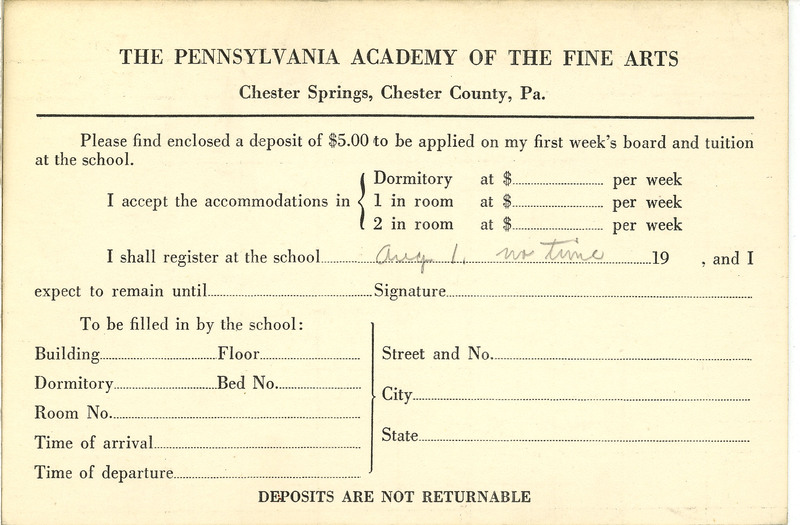 THE PENNSYLVANIA ACADEMY OF THE FINE ARTS
Chester Springs, Chester County, Pa.
Please find enclosed a deposit of $5.00 to be applied on my first week's board and tuition
at the school.
I accept the accommodations in
Dormitory at $ per week
1 in room at $ per week
2 in room at $ per week
I shall register at the school Aug 1. no time 19 , and I
expect to remain until Signature
To be filled in by the school:
Building Floor
Dormitory Bed No.
Room No.
Time of arrival
Time of departure
Street and No.
City
State
DEPOSITS ARE NOT RETURNABLE